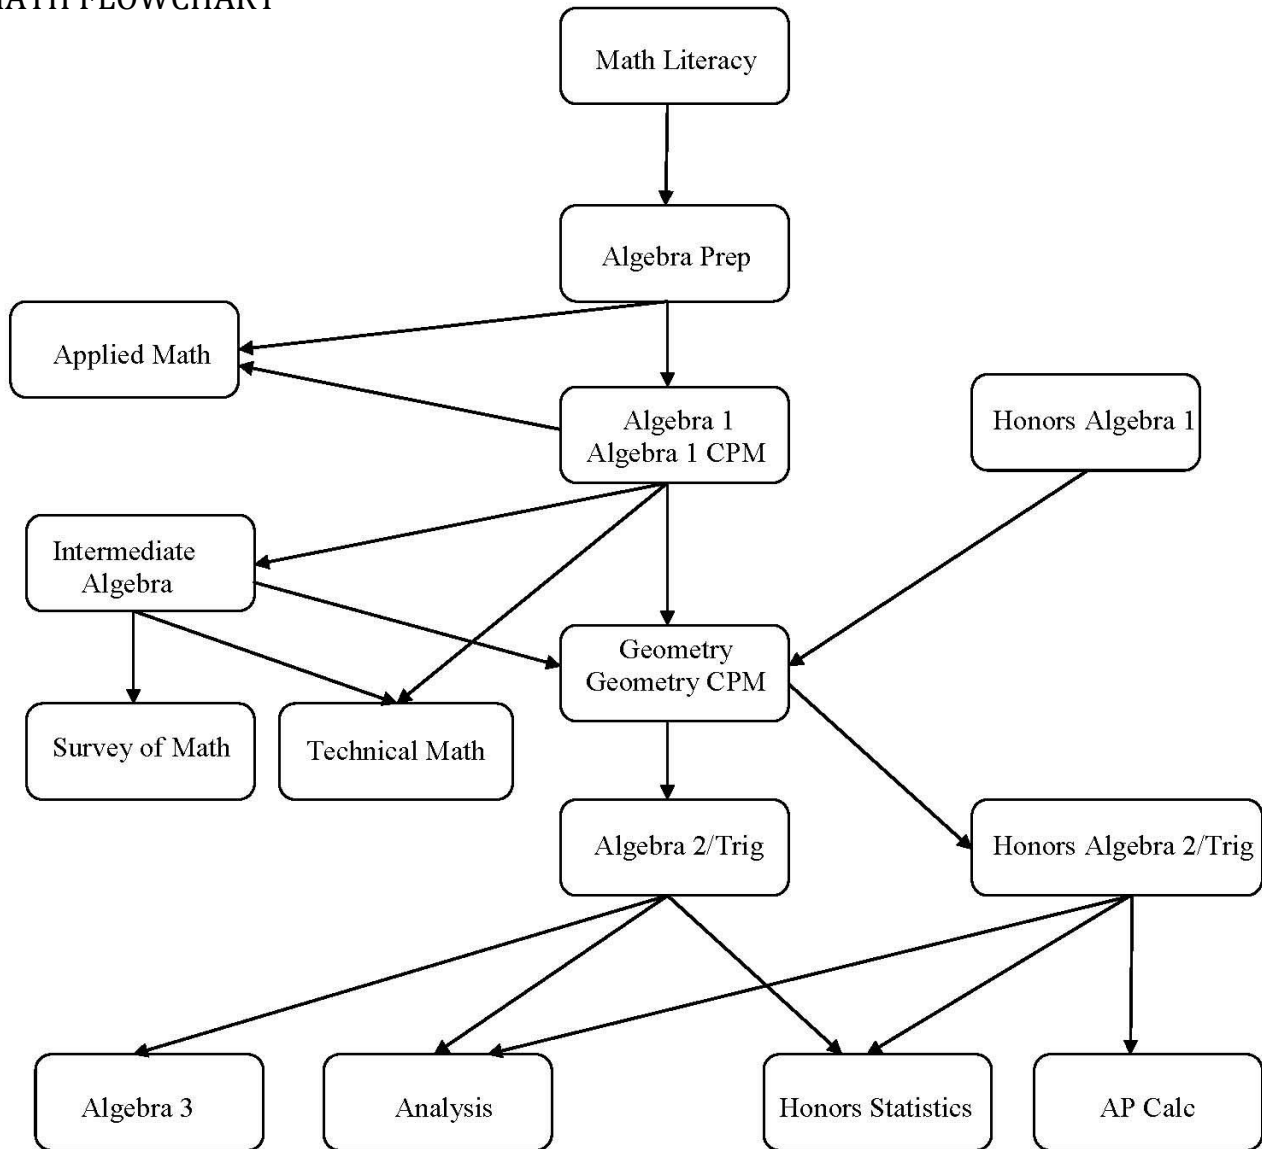 MATH FLOWCHART
Math Literacy
Algebra Prep
Applied Math
Algebra 1
Algebra 1 CPM
Honors Algebra 1
Intermediate
Algebra
Geometry
Geometry CPM
Survey of Math
Technical Math
Algebra 2/Trig
Honors Algebra 2/Trig
Algebra 3
Analysis
Honors Statistics
AP Calc